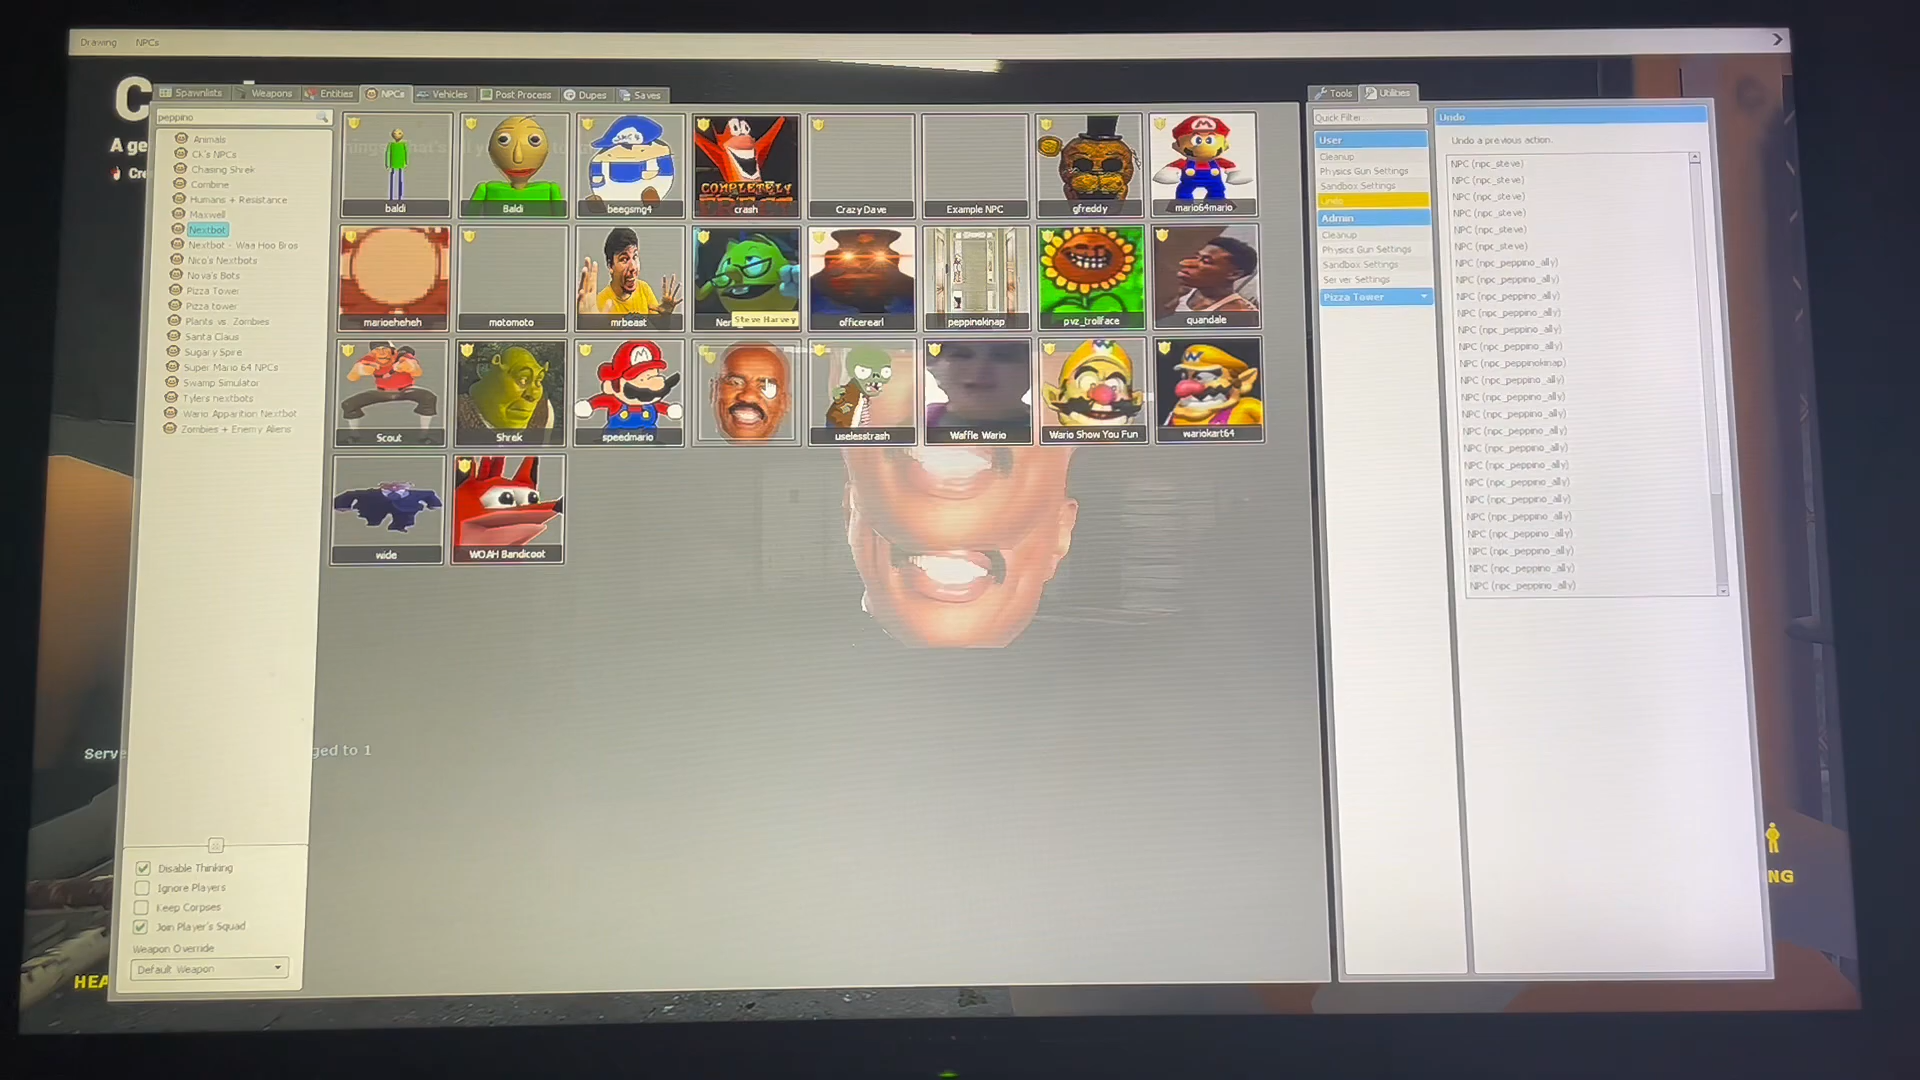 Drawing NPCs
Spawnlists Weapons Entities NPCs Vehicles Post Process Dupes Saves
Tools Utilities
peppino
Animals
Ck's NPCs
Chasing Shrek
Combine
Humans + Resistance
Maxwell
Nextbot
Nextbot - Waa Hoo Bros
Nico's Nextbots
Nova's Bots
Pizza Tower
Pizza tower
Plants vs. Zombies
Santa Claus
Sugary Spire
Super Mario 64 NPCs
Swamp Simulator
Tylers nextbots
Wario Apparition Nextbot
Zombies + Enemy Aliens
Disable Thinking
Ignore Players
Keep Corpses
Join Player's Squad
Weapon Override
Default Weapon
A ge
Cre
Serve
ged to 1
HEA
COMPLETELY
baldi Baldi beegsmg4 crash Crazy Dave Example NPC gfreddy mario64mario
marioeheheh motomoto mrbeast Ner Steve Harvey officerearl peppinokinap pvz_trollface quandale
Scout Shrek speedmario uselesstrash Waffle Wario Wario Show You Fun wariokart64
wide WOAH Bandicoot
Quick Filter...
User
Cleanup
Physics Gun Settings
Sandbox Settings
Undo
Admin
Cleanup
Physics Gun Settings
Sandbox Settings
Server Settings
Pizza Tower
Undo
Undo a previous action.
NPC (npc_steve)
NPC (npc_steve)
NPC (npc_steve)
NPC (npc_steve)
NPC (npc_steve)
NPC (npc_steve)
NPC (npc_peppino_ally)
NPC (npc_peppino_ally)
NPC (npc_peppino_ally)
NPC (npc_peppino_ally)
NPC (npc_peppino_ally)
NPC (npc_peppino_ally)
NPC (npc_peppinokinap)
NPC (npc_peppino_ally)
NPC (npc_peppino_ally)
NPC (npc_peppino_ally)
NPC (npc_peppino_ally)
NPC (npc_peppino_ally)
NPC (npc_peppino_ally)
NPC (npc_peppino_ally)
NPC (npc_peppino_ally)
NPC (npc_peppino_ally)
NPC (npc_peppino_ally)
NPC (npc_peppino_ally)
NPC (npc_peppino_ally)
NPC (npc_peppino_ally)
NG